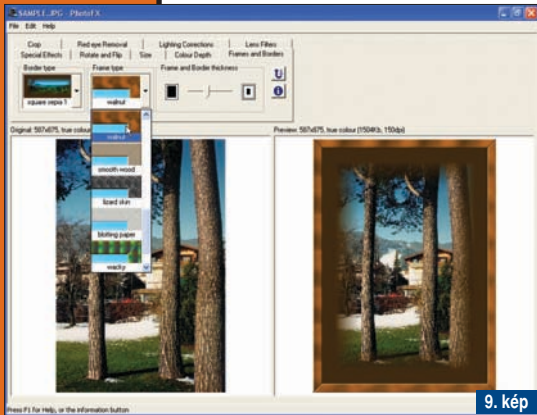 SAMPLE.JPG - PhotoFX
File Edit Help
Crop Red eye Removal Lighting Corrections Lens Filters
Special Effects Rotate and Flip Size Colour Depth Frames and Borders
Border type Frame type Frame and Border thickness
square sepia 1 walnut
Original: 587x875, true colou
Preview: 587x875, true colour (1504Kb, 150dpi)
walnut
smooth wood
lizard skin
blotting paper
wacky
Press F1 for Help, or the information button
9. kép